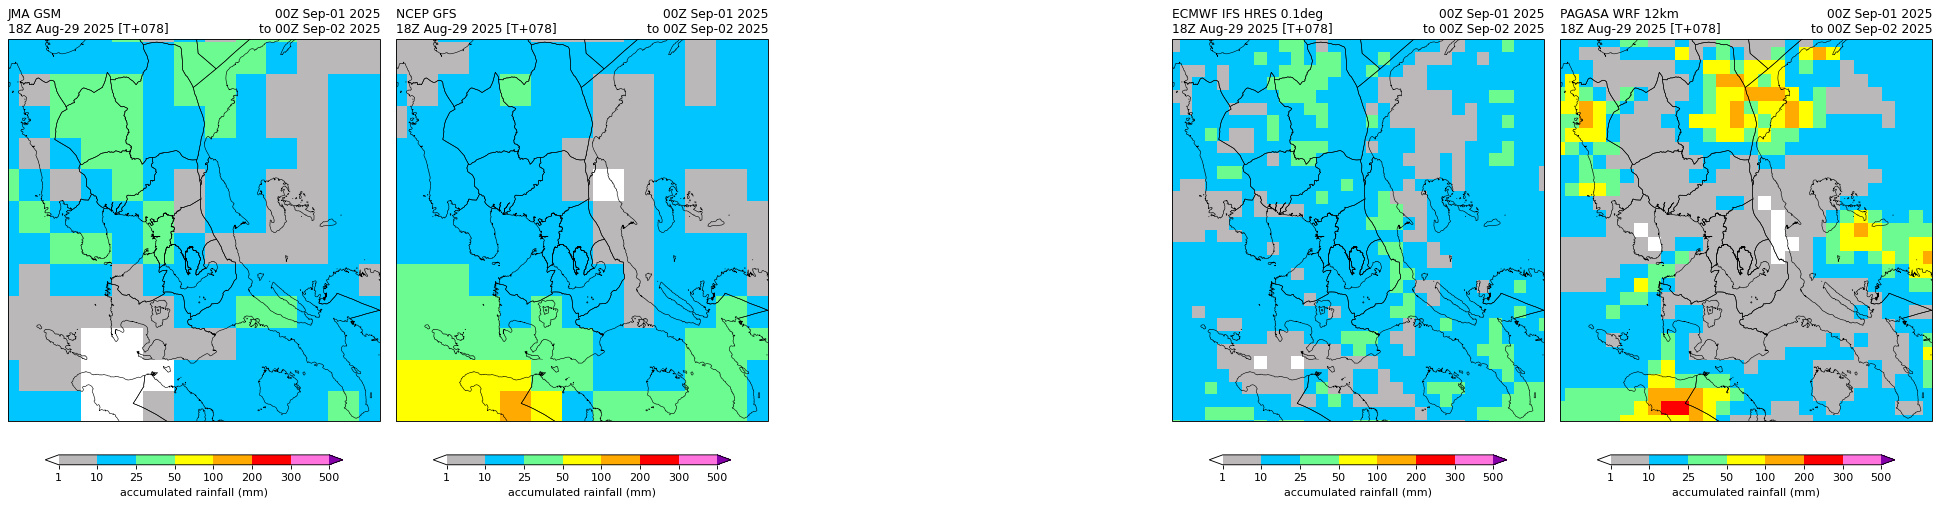 JMA GSM 00Z Sep-01 2025
18Z Aug-29 2025 [T+078] to 00Z Sep-02 2025
1 10 25 50 100 200 300 500
accumulated rainfall (mm)
NCEP GFS 00Z Sep-01 2025
18Z Aug-29 2025 [T+078] to 00Z Sep-02 2025
1 10 25 50 100 200 300 500
accumulated rainfall (mm)
ECMWF IFS HRES 0.1deg 00Z Sep-01 2025
18Z Aug-29 2025 [T+078] to 00Z Sep-02 2025
1 10 25 50 100 200 300 500
accumulated rainfall (mm)
PAGASA WRF 12km 00Z Sep-01 2025
18Z Aug-29 2025 [T+078] to 00Z Sep-02 2025
1 10 25 50 100 200 300 500
accumulated rainfall (mm)